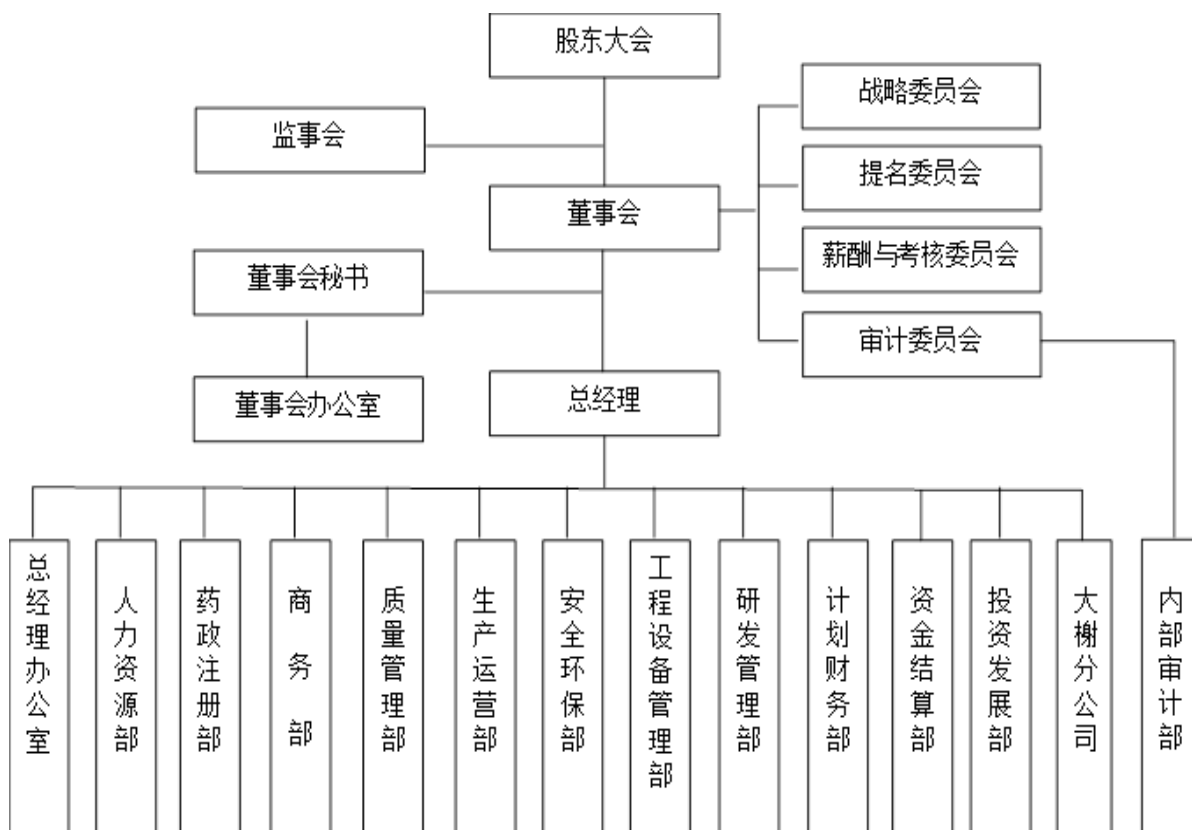 股东大会
战略委员会
监事会
提名委员会
董事会
薪酬与考核委员会
董事会秘书
审计委员会
总经理
董事会办公室
总经理办公室
人力资源部
药政注册部
商务部
质量管理部
生产运营部
安全环保部
工程设备管理部
研发管理部
计划财务部
资金结算部
投资发展部
大榭分公司
内部审计部